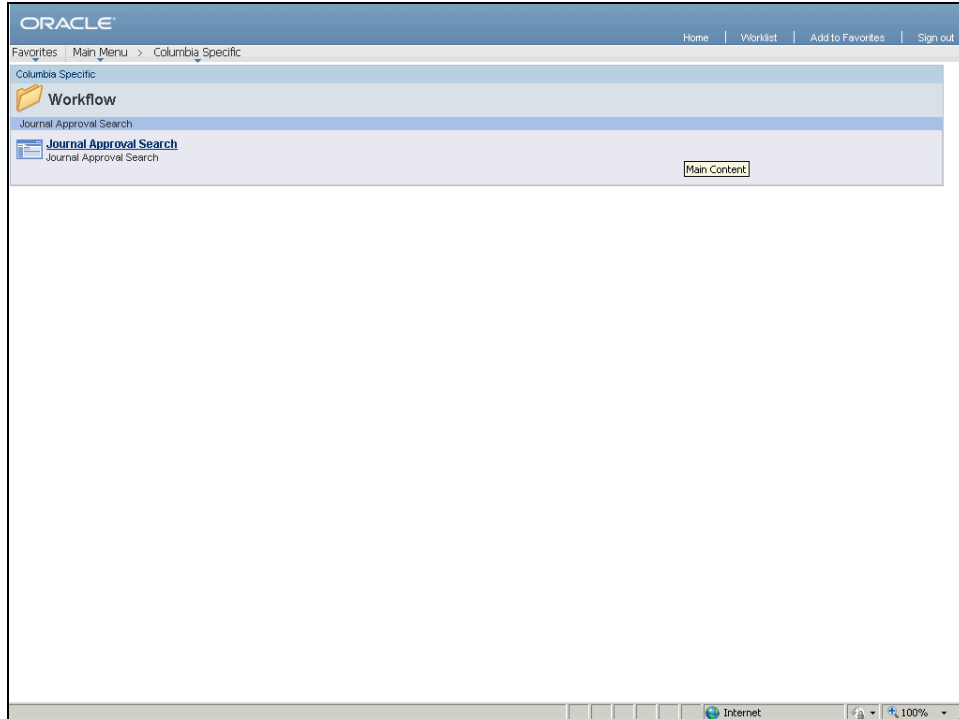 ORACLE
Home | Worklist | Add to Favorites | Sign out
Favorites Main Menu > Columbia Specific
Columbia Specific
Workflow
Journal Approval Search
Journal Approval Search
Journal Approval Search
Main Content
Internet 100%